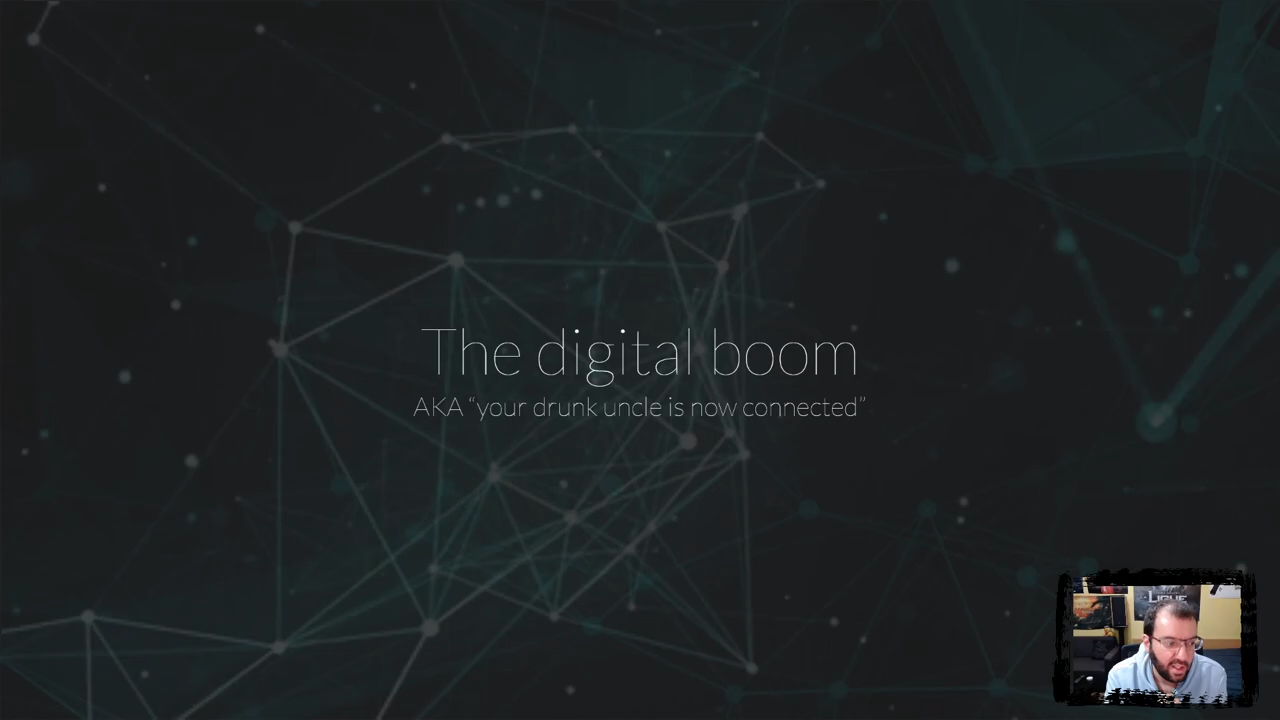 The digital boom
AKA “your drunk uncle is now connected”